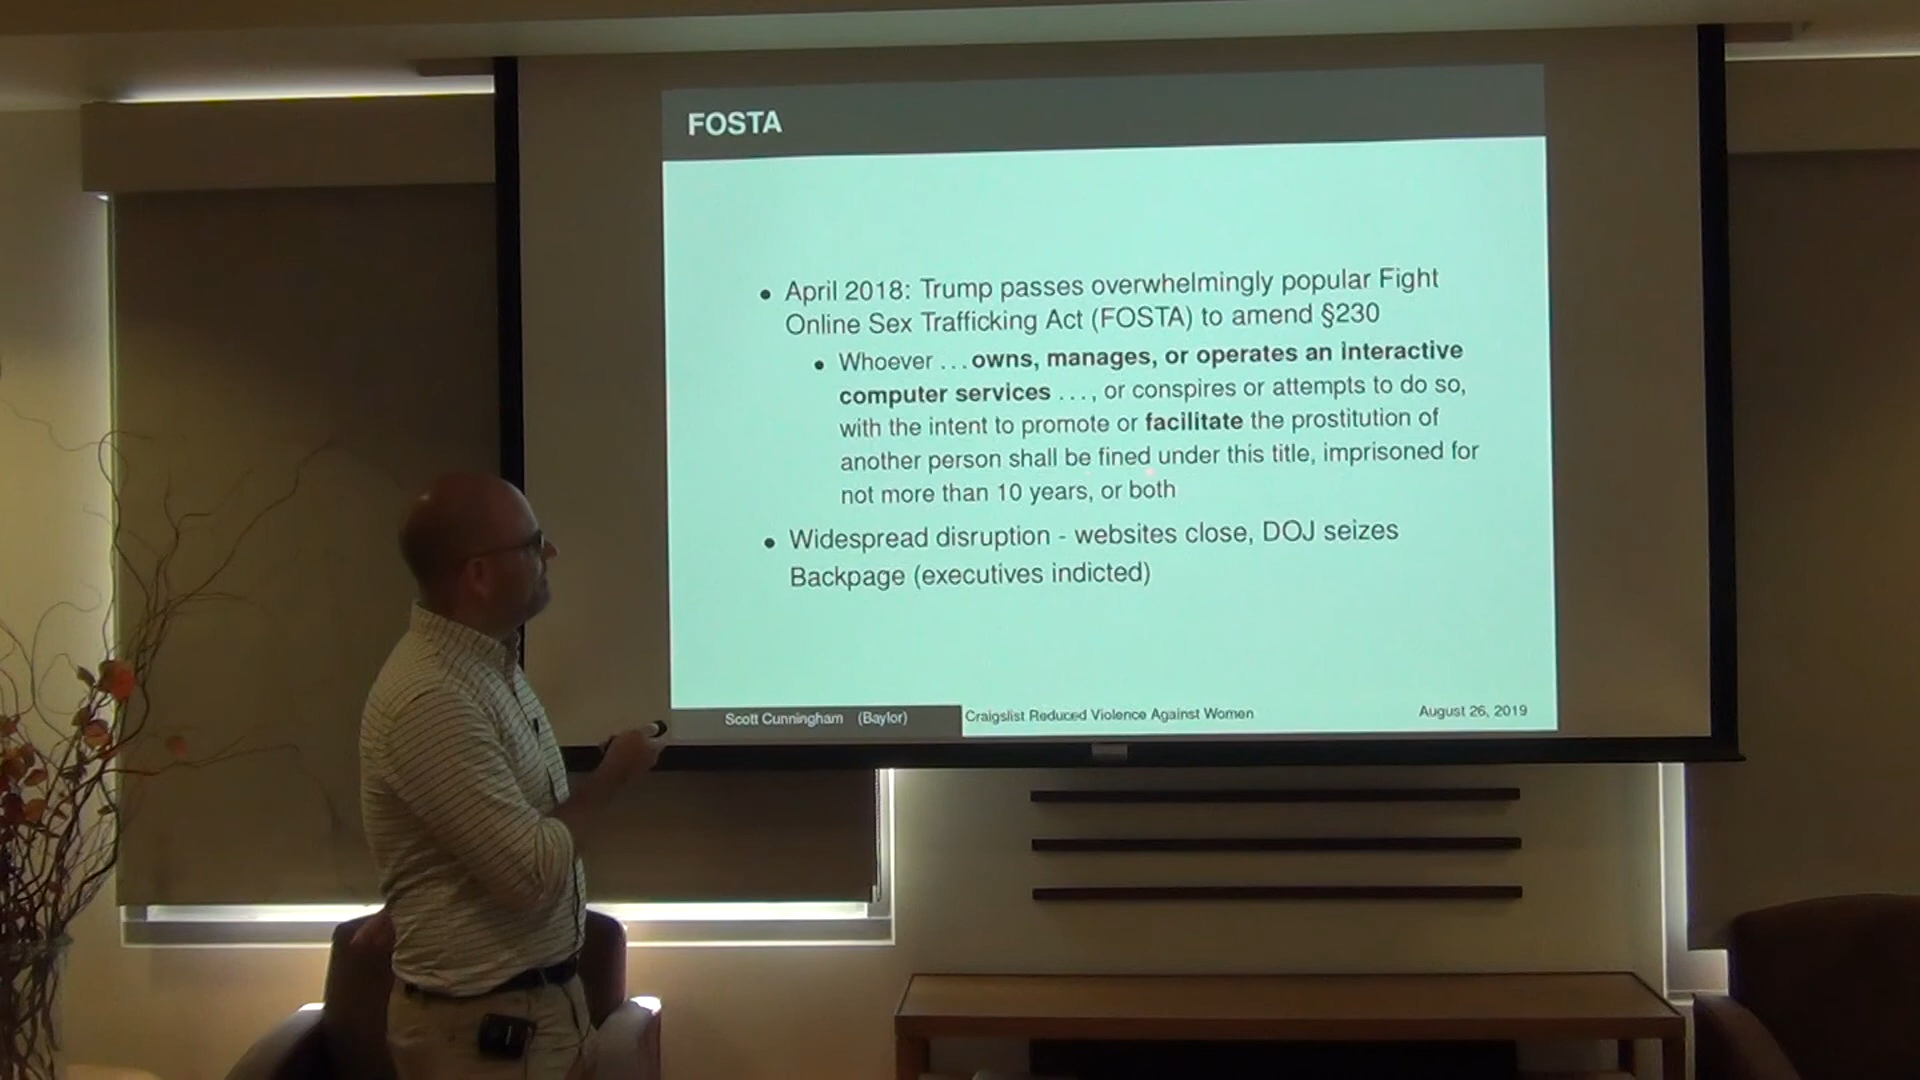 FOSTA
• April 2018: Trump passes overwhelmingly popular Fight
Online Sex Trafficking Act (FOSTA) to amend §230
• Whoever ... owns, manages, or operates an interactive
computer services ...., or conspires or attempts to do so,
with the intent to promote or facilitate the prostitution of
another person shall be fined under this title, imprisoned for
not more than 10 years, or both
• Widespread disruption - websites close, DOJ seizes
Backpage (executives indicted)
Scott Cunningham (Baylor)
Craigslist Reduced Violence Against Women
August 26, 2019